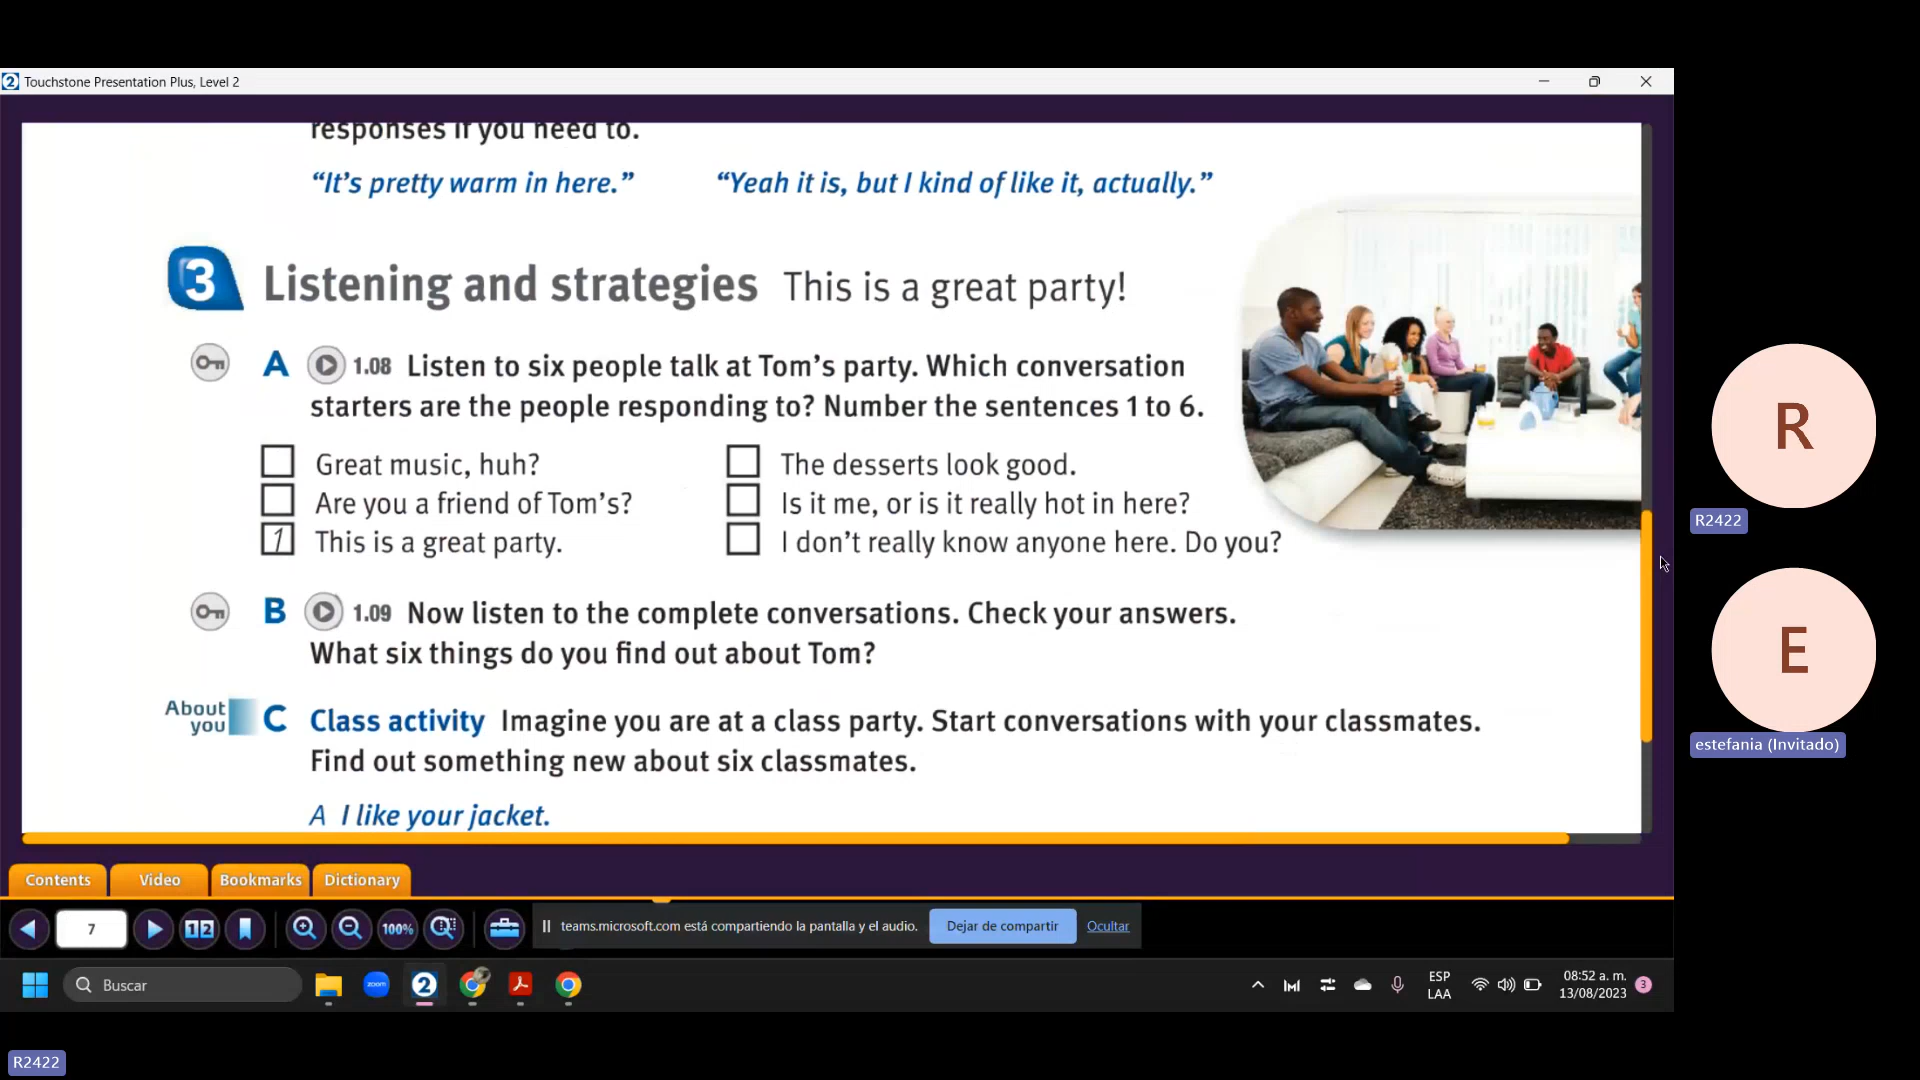 Touchstone Presentation Plus, Level 2
responses if you need to.
“It’s pretty warm in here.” “Yeah it is, but I kind of like it, actually.”
3 Listening and strategies This is a great party!
A 1.08 Listen to six people talk at Tom’s party. Which conversation
starters are the people responding to? Number the sentences 1 to 6.
Great music, huh? The desserts look good.
Are you a friend of Tom’s? Is it me, or is it really hot in here?
1 This is a great party. I don’t really know anyone here. Do you?
B 1.09 Now listen to the complete conversations. Check your answers.
What six things do you find out about Tom?
About
you
C Class activity Imagine you are at a class party. Start conversations with your classmates.
Find out something new about six classmates.
A I like your jacket.
Contents Video Bookmarks Dictionary
7 12 100% teams.microsoft.com está compartiendo la pantalla y el audio. Dejar de compartir Ocultar
Buscar zoom 2 ESP LAA 08:52 a. m.
13/08/2023 3
R
R2422
E
estefania (Invitado)
R2422